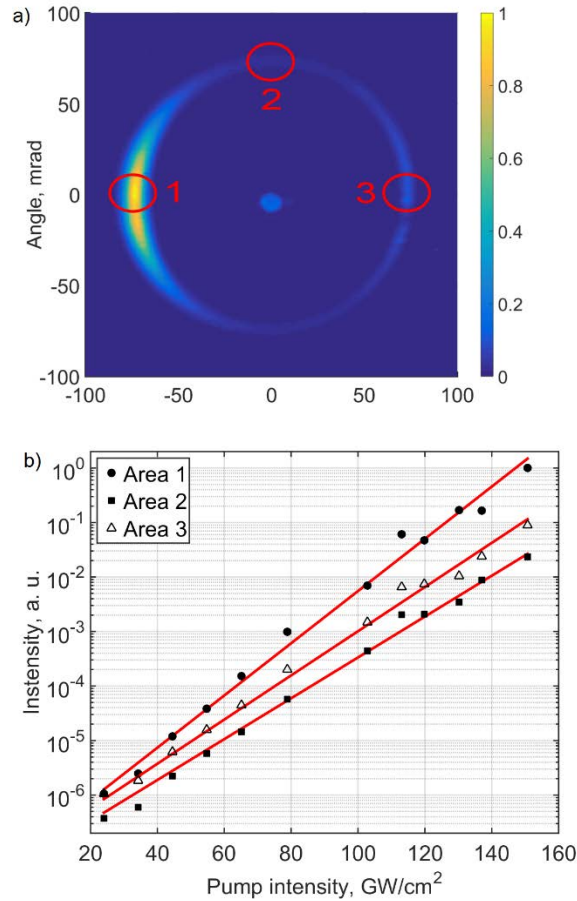 a)
100
50
0
-50
-100
Angle, mrad
-100
-50
0
50
100
1
2
3
1
0.8
0.6
0.4
0.2
0
b)
Area 1
Area 2
Area 3
10^0
10^-1
10^-2
10^-3
10^-4
10^-5
10^-6
Instensity, a. u.
20 40 60 80 100 120 140 160
Pump intensity, GW/cm^2